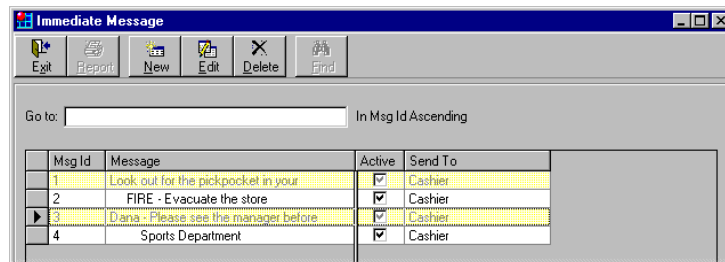 Immediate Message
Exit Report New Edit Delete Find
Go to: In Msg Id Ascending
Msg Id Message Active Send To
1 Look out for the pickpocket in your Cashier
2 FIRE - Evacuate the store Cashier
3 Dana - Please see the manager before Cashier
4 Sports Department Cashier